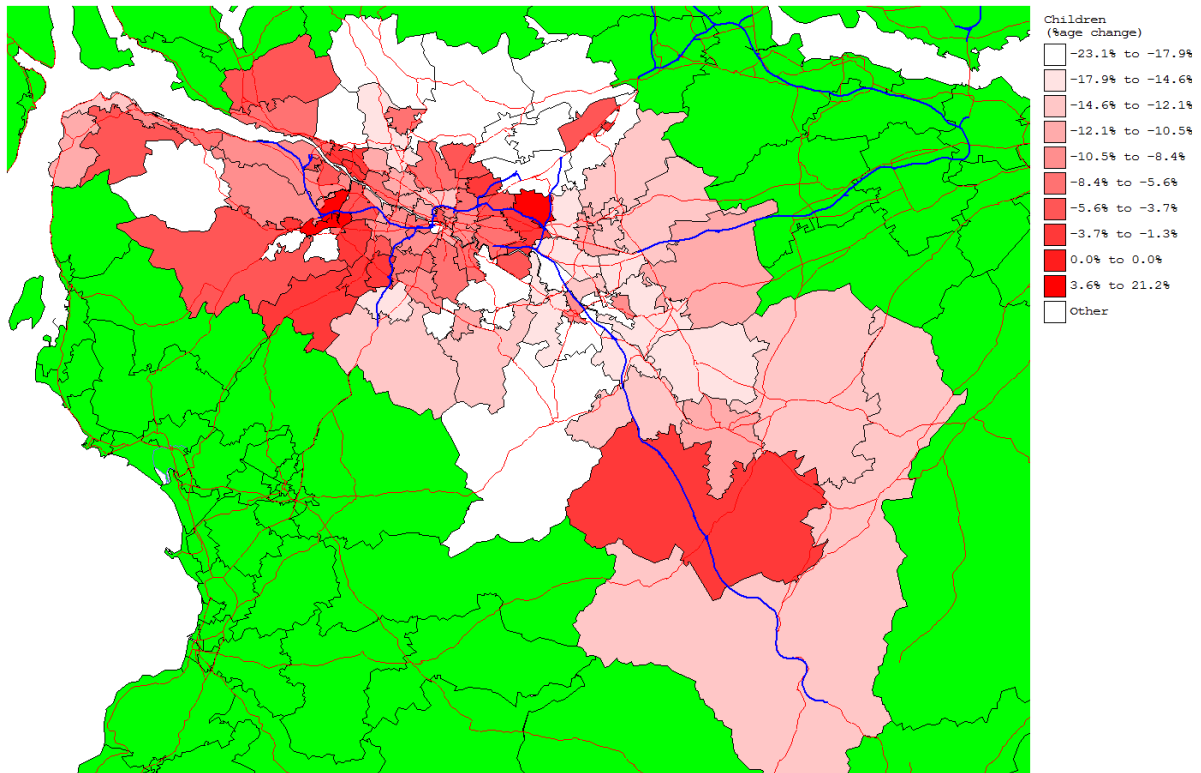 Children
(%age change)
-23.1% to -17.9%
-17.9% to -14.6%
-14.6% to -12.1%
-12.1% to -10.5%
-10.5% to -8.4%
-8.4% to -5.6%
-5.6% to -3.7%
-3.7% to -1.3%
0.0% to 0.0%
3.6% to 21.2%
Other